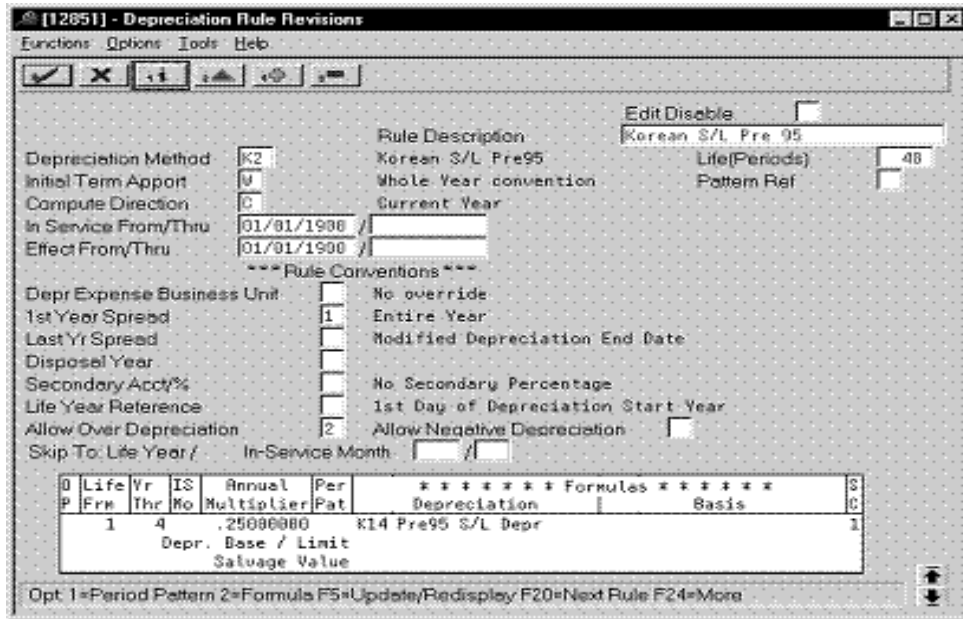 [12851] - Depreciation Rule Revisions
Functions Options Tools Help
Edit Disable
Rule Description Korean S/L Pre 95
Depreciation Method K2 Korean S/L Pre95 Life(Periods) 48
Initial Term Apport W Whole Year convention Pattern Ref
Compute Direction C Current Year
In Service From/Thru 01/01/1900 /
Effect From/Thru 01/01/1900 /
*** Rule Conventions ***
Depr Expense Business Unit No override
1st Year Spread 1 Entire Year
Last Yr Spread Modified Depreciation End Date
Disposal Year
Secondary Acct/% No Secondary Percentage
Life Year Reference 1st Day of Depreciation Start Year
Allow Over Depreciation 2 Allow Negative Depreciation
Skip To: Life Year / In-Service Month /
O Life Yr IS Annual Per * * * * * * * Formulas * * * * * * S
P Frm Thr Mo Multiplier Pat Depreciation Basis C
1 4 .25000000 K14 Pre95 S/L Depr 1
Depr. Base / Limit
Salvage Value
Opt: 1=Period Pattern 2=Formula F5=Update/Redisplay F20=Next Rule F24=More